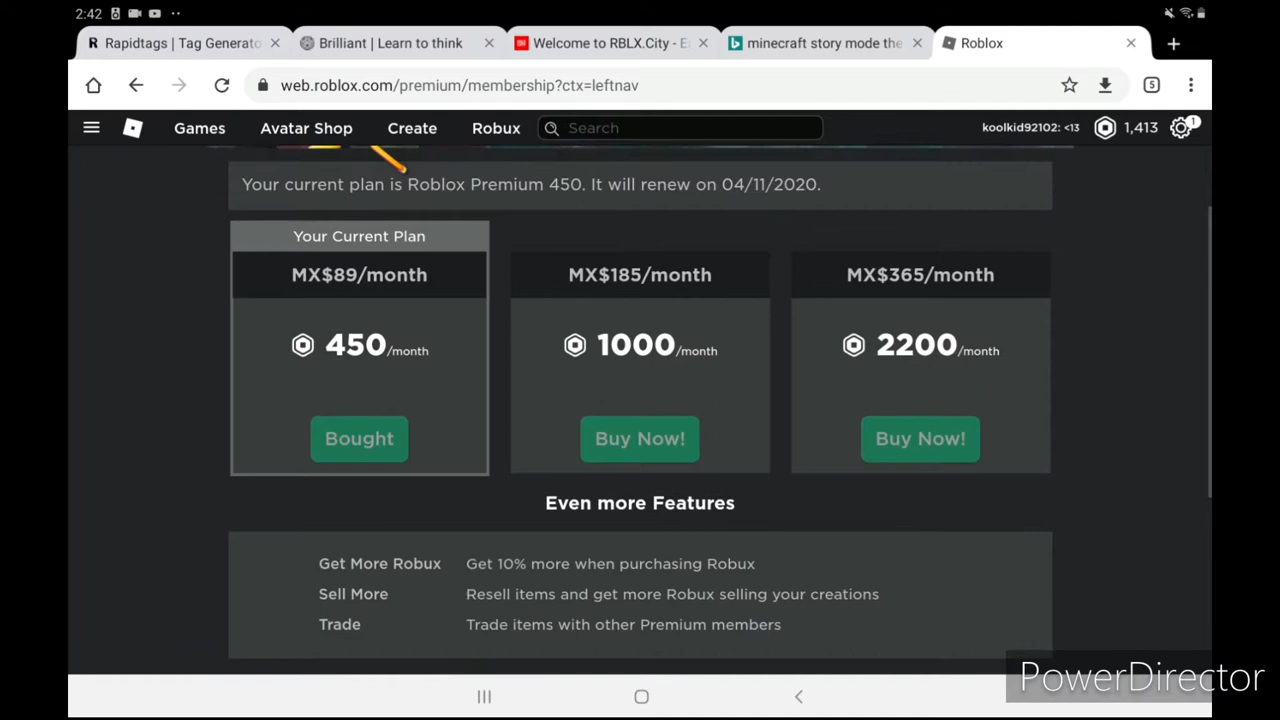 2:42
Rapidtags | Tag Generato
Brilliant | Learn to think
Welcome to RBLX.City - E
minecraft story mode the
Roblox
web.roblox.com/premium/membership?ctx=leftnav
5
Games
Avatar Shop
Create
Robux
Search
koolkid92102: <13
1,413
1
Your current plan is Roblox Premium 450. It will renew on 04/11/2020.
Your Current Plan
MX$89/month
MX$185/month
MX$365/month
450/month
1000/month
2200/month
Bought
Buy Now!
Buy Now!
Even more Features
Get More Robux Get 10% more when purchasing Robux
Sell More Resell items and get more Robux selling your creations
Trade Trade items with other Premium members
PowerDirector